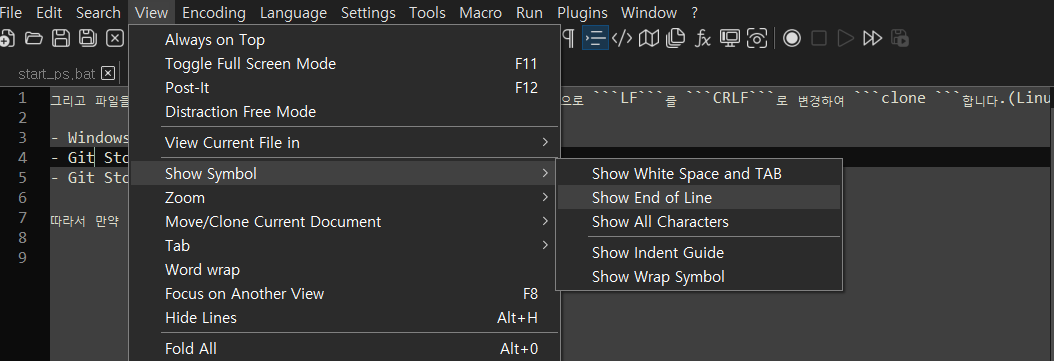 File Edit Search View Encoding Language Settings Tools Macro Run Plugins Window ?
start_ps.bat
Always on Top
Toggle Full Screen Mode F11
Post-It F12
Distraction Free Mode
View Current File in
Show Symbol
Zoom
Move/Clone Current Document
Tab
Word wrap
Focus on Another View F8
Hide Lines Alt+H
Fold All Alt+0
Show White Space and TAB
Show End of Line
Show All Characters
Show Indent Guide
Show Wrap Symbol
1 그리고 파일을 으로 ```LF```를 ```CRLF```로 변경하여 ```clone ```합니다.(Linu
2
3 - Windows
4 - Git Sto
5 - Git Sto
6
7 따라서 만약
8
9